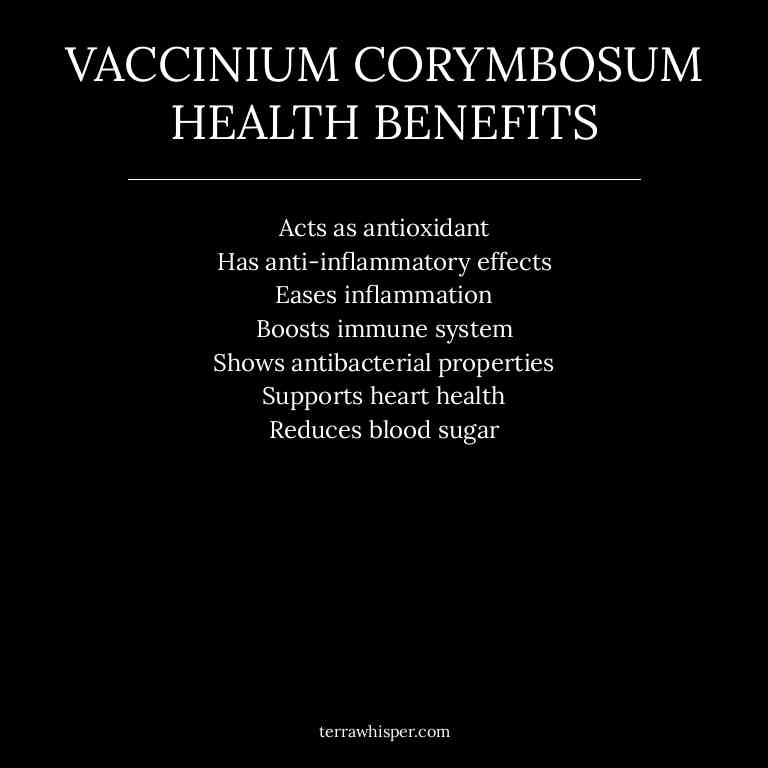 VACCINIUM CORYMBOSUM
HEALTH BENEFITS
Acts as antioxidant
Has anti-inflammatory effects
Eases inflammation
Boosts immune system
Shows antibacterial properties
Supports heart health
Reduces blood sugar
terrawhisper.com